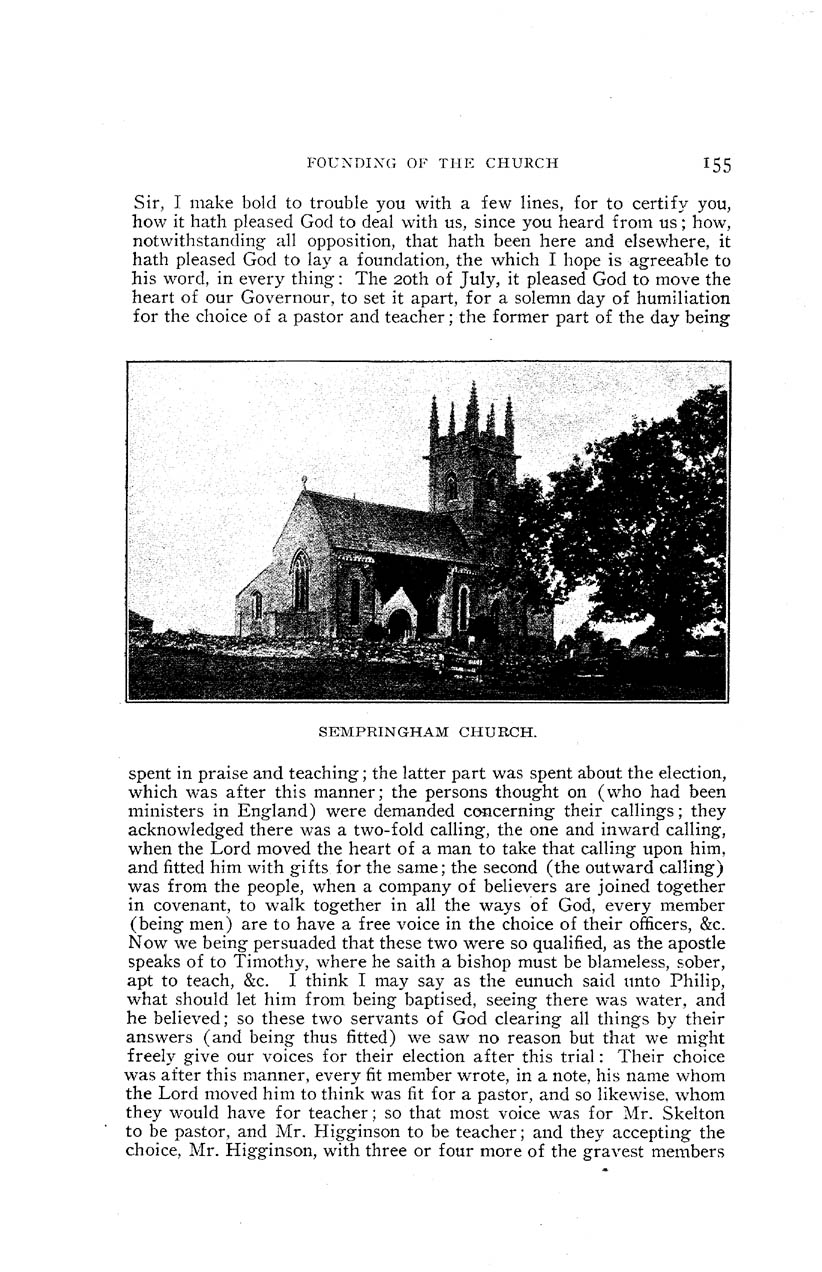 FOUNDING OF THE CHURCH 155
Sir, I make bold to trouble you with a few lines, for to certify you,
how it hath pleased God to deal with us, since you heard from us; how,
notwithstanding all opposition, that hath been here and elsewhere, it
hath pleased God to lay a foundation, the which I hope is agreeable to
his word, in every thing: The 20th of July, it pleased God to move the
heart of our Governour, to set it apart, for a solemn day of humiliation
for the choice of a pastor and teacher; the former part of the day being
SEMPRINGHAM CHURCH.
spent in praise and teaching; the latter part was spent about the election,
which was after this manner; the persons thought on (who had been
ministers in England) were demanded concerning their callings; they
acknowledged there was a two-fold calling, the one and inward calling,
when the Lord moved the heart of a man to take that calling upon him,
and fitted him with gifts for the same; the second (the outward calling)
was from the people, when a company of believers are joined together
in covenant, to walk together in all the ways of God, every member
(being men) are to have a free voice in the choice of their officers, &c.
Now we being persuaded that these two were so qualified, as the apostle
speaks of to Timothy, where he saith a bishop must be blameless, sober,
apt to teach, &c. I think I may say as the eunuch said unto Philip,
what should let him from being baptised, seeing there was water, and
he believed; so these two servants of God clearing all things by their
answers (and being thus fitted) we saw no reason but that we might
freely give our voices for their election after this trial: Their choice
was after this manner, every fit member wrote, in a note, his name whom
the Lord moved him to think was fit for a pastor, and so likewise, whom
they would have for teacher; so that most voice was for Mr. Skelton
to be pastor, and Mr. Higginson to be teacher; and they accepting the
choice, Mr. Higginson, with three or four more of the gravest members